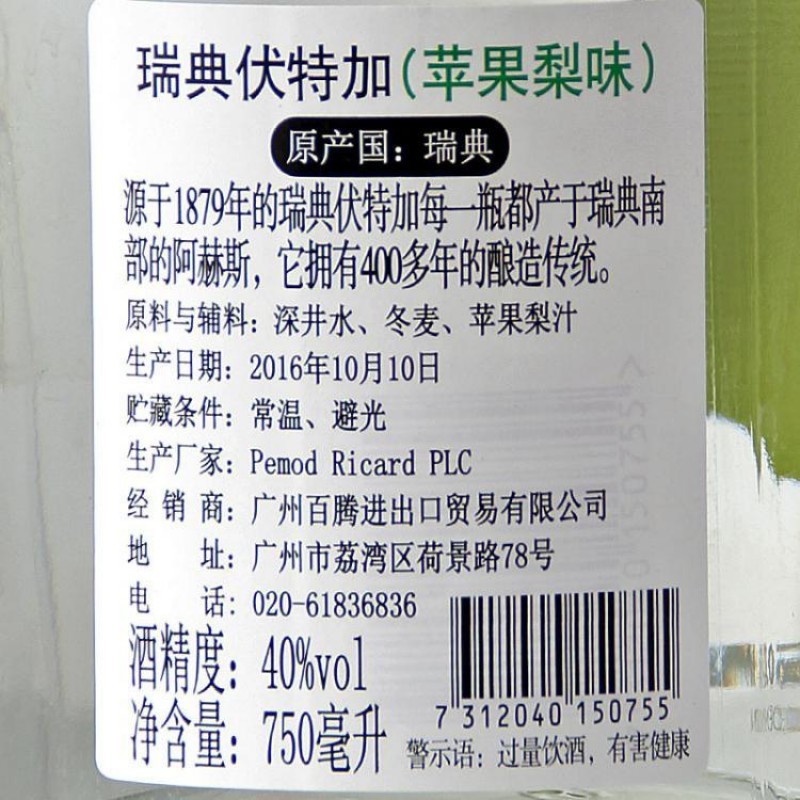 瑞典伏特加(苹果梨味)
原产国：瑞典
源于1879年的瑞典伏特加每一瓶都产于瑞典南
部的阿赫斯，它拥有400多年的酿造传统。
原料与辅料：深井水、冬麦、苹果梨汁
生产日期：2016年10月10日
贮藏条件：常温、避光
生产厂家：Pemod Ricard PLC
经销商：广州百腾进出口贸易有限公司
地址：广州市荔湾区荷景路78号
电话：020-61836836
酒精度：40%vol
净含量：750毫升
7 312040 150755
警示语：过量饮酒，有害健康